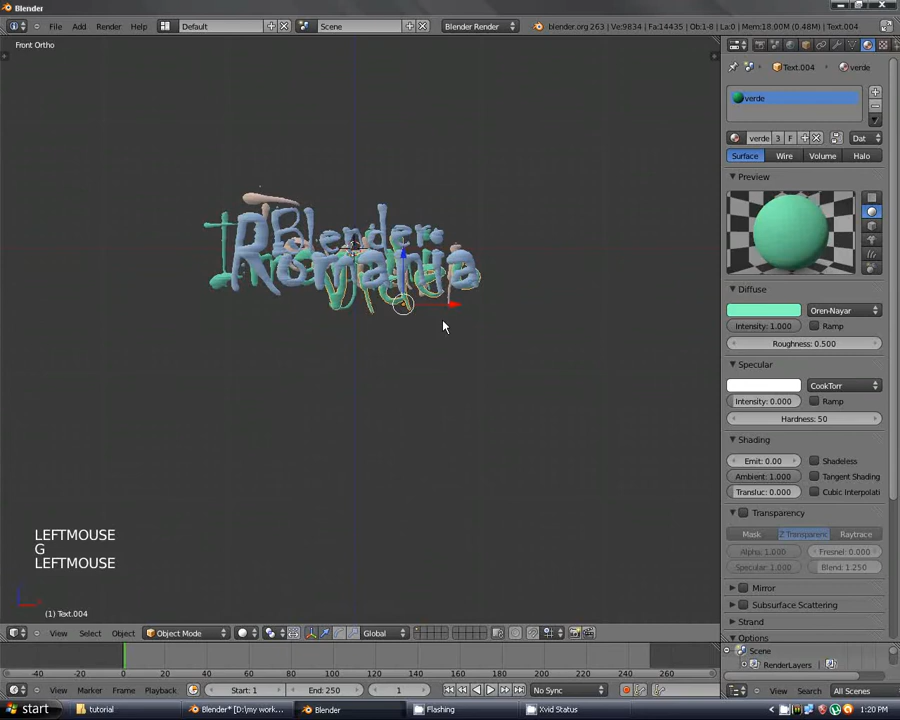 Blender
File Add Render Help Default Scene Blender Render blender.org 263 | Ve:9834 | Fa:14435 | Ob:1-8 | La:0 | Mem:18.00M (0.48M) | Text.004
Front Ortho
Text.004 verde
verde
verde 3 F Dat
Surface Wire Volume Halo
Preview
Blender
Romania
Diffuse
Oren-Nayar
Intensity: 1.000 Ramp
Roughness: 0.500
Specular
CookTorr
Intensity: 0.000 Ramp
Hardness: 50
Shading
Emit: 0.00 Shadeless
Ambient: 1.000 Tangent Shading
Transluc: 0.000 Cubic Interpolati
Transparency
Mask Z Transparenc Raytrace
Alpha: 1.000 Fresnel: 0.000
Specular: 1.000 Blend: 1.250
Mirror
Subsurface Scattering
Strand
Options
LEFTMOUSE
G
LEFTMOUSE
(1) Text.004
View Select Object Object Mode Global
Scene
RenderLayers
-40 -20 0 20 40 60 80 100 120 140 160 180 200 220 240 260 280
View Marker Frame Playback Start: 1 End: 250 1 No Sync
View Search All Scenes
start tutorial Blender* [D:\my work... Blender Flashing Xvid Status 1:20 PM